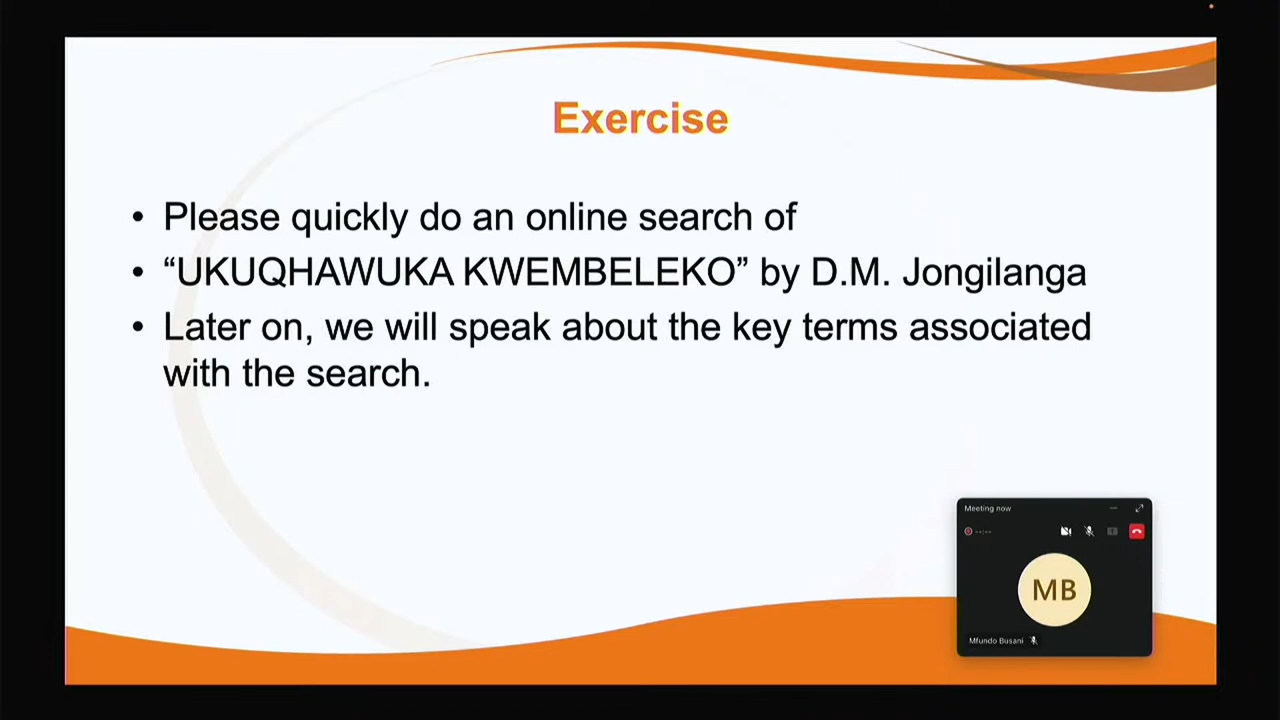 Exercise
• Please quickly do an online search of
• “UKUQHAWUKA KWEMBELEKO” by D.M. Jongilanga
• Later on, we will speak about the key terms associated
with the search.
Meeting now
--:--
MB
Mfundo Busani